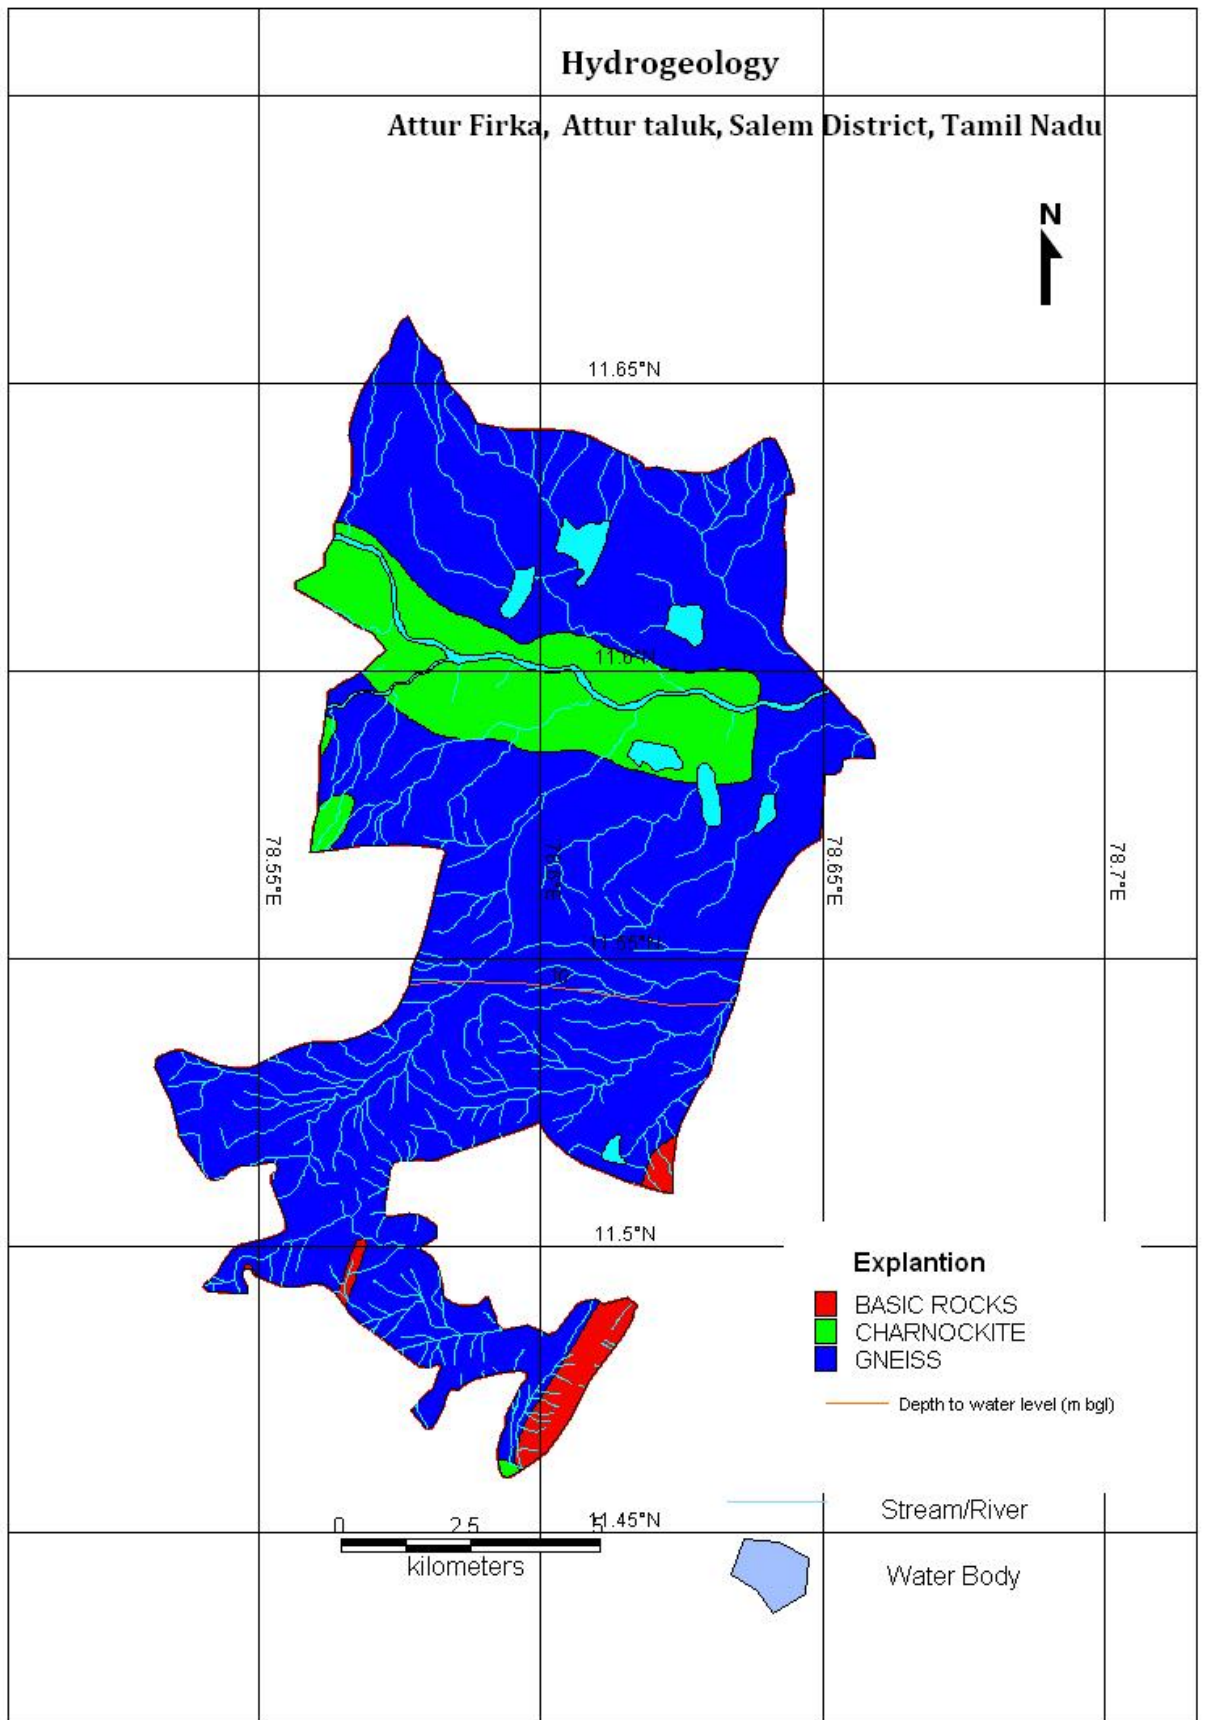 Hydrogeology
Attur Firka, Attur taluk, Salem District, Tamil Nadu
N
11.65°N
11.6°N
78.55°E
78.6°E
78.65°E
78.7°E
11.55°N
11.5°N
Explantion
BASIC ROCKS
CHARNOCKITE
GNEISS
Depth to water level (m bgl)
Stream/River
0 2.5 5
11.45°N
kilometers
Water Body